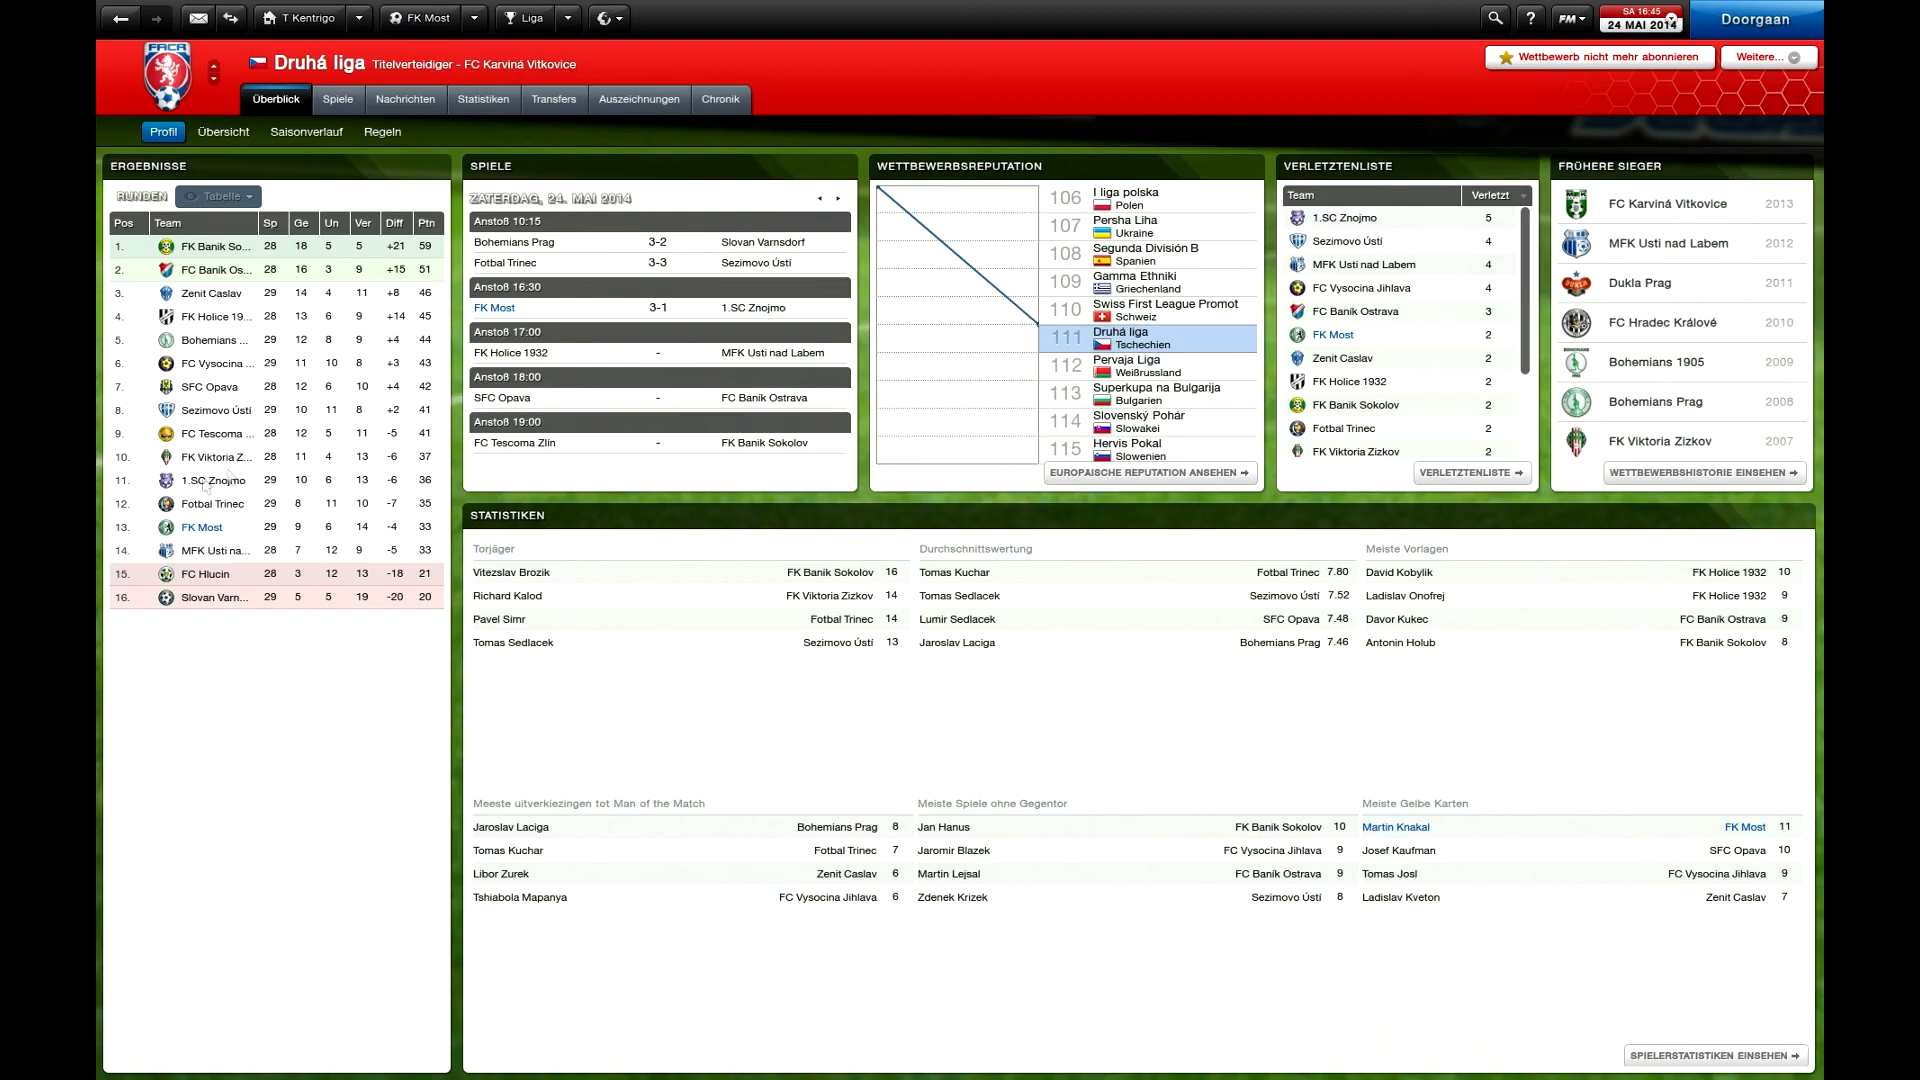 T Kentrigo FK Most Liga ? FM SA 16:45 24 MAI 2014 Doorgaan
Druhá liga Titelverteidiger - FC Karviná Vitkovice
Wettbewerb nicht mehr abonnieren Weitere...
Überblick Spiele Nachrichten Statistiken Transfers Auszeichnungen Chronik
Profil Übersicht Saisonverlauf Regeln
ERGEBNISSE
RUNDEN Tabelle
Pos Team Sp Ge Un Ver Diff Ptn
1. FK Banik So... 28 18 5 5 +21 59
2. FC Baník Os... 28 16 3 9 +15 51
3. Zenit Caslav 29 14 4 11 +8 46
4. FK Holice 19... 28 13 6 9 +14 45
5. Bohemians ... 29 12 8 9 +4 44
6. FC Vysocina ... 29 11 10 8 +3 43
7. SFC Opava 28 12 6 10 +4 42
8. Sezimovo Ústí 29 10 11 8 +2 41
9. FC Tescoma ... 28 12 5 11 -5 41
10. FK Viktoria Z... 28 11 4 13 -6 37
11. 1.SC Znojmo 29 10 6 13 -6 36
12. Fotbal Trinec 29 8 11 10 -7 35
13. FK Most 29 9 6 14 -4 33
14. MFK Usti na... 28 7 12 9 -5 33
15. FC Hlucin 28 3 12 13 -18 21
16. Slovan Varn... 29 5 5 19 -20 20
SPIELE
ZATERDAG, 24. MAI 2014
Anstoß 10:15
Bohemians Prag 3-2 Slovan Varnsdorf
Fotbal Trinec 3-3 Sezimovo Ústí
Anstoß 16:30
FK Most 3-1 1.SC Znojmo
Anstoß 17:00
FK Holice 1932 - MFK Usti nad Labem
Anstoß 18:00
SFC Opava - FC Baník Ostrava
Anstoß 19:00
FC Tescoma Zlín - FK Banik Sokolov
WETTBEWERBSREPUTATION
106 I liga polska
Polen
107 Persha Liha
Ukraine
108 Segunda División B
Spanien
109 Gamma Ethniki
Griechenland
110 Swiss First League Promot
Schweiz
111 Druhá liga
Tschechien
112 Pervaja Liga
Weißrussland
113 Superkupa na Bulgarija
Bulgarien
114 Slovenský Pohár
Slowakei
115 Hervis Pokal
Slowenien
EUROPÄISCHE REPUTATION ANSEHEN
VERLETZTENLISTE
Team Verletzt
1.SC Znojmo 5
Sezimovo Ústí 4
MFK Usti nad Labem 4
FC Vysocina Jihlava 4
FC Baník Ostrava 3
FK Most 2
Zenit Caslav 2
FK Holice 1932 2
FK Banik Sokolov 2
Fotbal Trinec 2
FK Viktoria Zizkov 2
VERLETZTENLISTE
FRÜHERE SIEGER
FC Karviná Vitkovice 2013
MFK Usti nad Labem 2012
Dukla Prag 2011
FC Hradec Králové 2010
Bohemians 1905 2009
Bohemians Prag 2008
FK Viktoria Zizkov 2007
WETTBEWERBSHISTORIE EINSEHEN
STATISTIKEN
Torjäger
Vitezslav Brozik FK Banik Sokolov 16
Richard Kalod FK Viktoria Zizkov 14
Pavel Simr Fotbal Trinec 14
Tomas Sedlacek Sezimovo Ústí 13
Durchschnittswertung
Tomas Kuchar Fotbal Trinec 7.80
Tomas Sedlacek Sezimovo Ústí 7.52
Lumir Sedlacek SFC Opava 7.48
Jaroslav Laciga Bohemians Prag 7.46
Meiste Vorlagen
David Kobylik FK Holice 1932 10
Ladislav Onofrej FK Holice 1932 9
Davor Kukec FC Baník Ostrava 9
Antonin Holub FK Banik Sokolov 8
Meeste uitverkiezingen tot Man of the Match
Jaroslav Laciga Bohemians Prag 8
Tomas Kuchar Fotbal Trinec 7
Libor Zurek Zenit Caslav 6
Tshiabola Mapanya FC Vysocina Jihlava 6
Meiste Spiele ohne Gegentor
Jan Hanus FK Banik Sokolov 10
Jaromir Blazek FC Vysocina Jihlava 9
Martin Lejsal FC Baník Ostrava 9
Zdenek Krizek Sezimovo Ústí 8
Meiste Gelbe Karten
Martin Knakal FK Most 11
Josef Kaufman SFC Opava 10
Tomas Josl FC Vysocina Jihlava 9
Ladislav Kveton Zenit Caslav 7
SPIELERSTATISTIKEN EINSEHEN